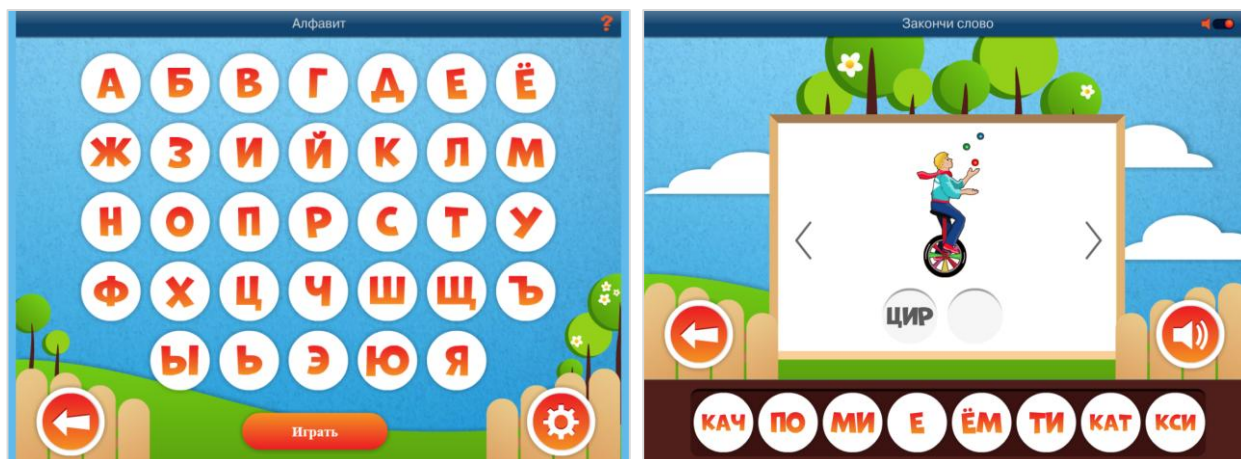 Алфавит
?
А Б В Г Д Е Ё
Ж З И Й К Л М
Н О П Р С Т У
Ф Х Ц Ч Ш Щ Ъ
Ы Ь Э Ю Я
Играть
Закончи слово
ЦИР
КАЧ ПО МИ Е ЁМ ТИ КАТ КСИ